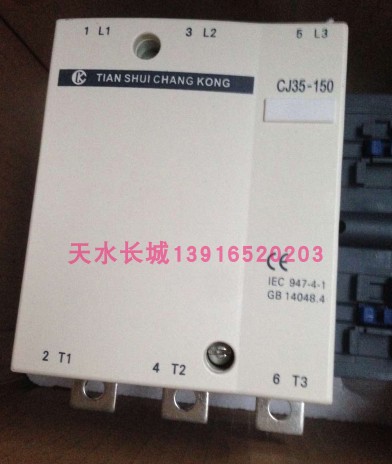 1 L1 3 L2 6 L3
TIAN SHUI CHANG KONG
CJ35-150
天水长城13916520203
CE
IEC 947-4-1
GB 14048.4
2 T1 4 T2 6 T3